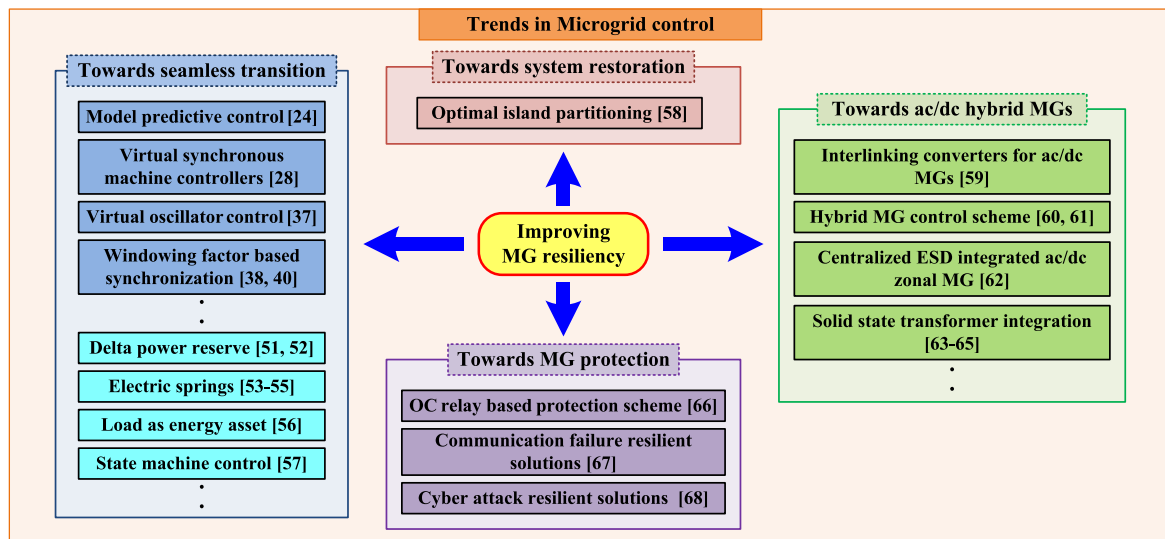 Trends in Microgrid control
Towards seamless transition
Model predictive control [24]
Virtual synchronous
machine controllers [28]
Virtual oscillator control [37]
Windowing factor based
synchronization [38, 40]
Delta power reserve [51, 52]
Electric springs [53-55]
Load as energy asset [56]
State machine control [57]
Towards system restoration
Optimal island partitioning [58]
Improving
MG resiliency
Towards MG protection
OC relay based protection scheme [66]
Communication failure resilient
solutions [67]
Cyber attack resilient solutions [68]
Towards ac/dc hybrid MGs
Interlinking converters for ac/dc
MGs [59]
Hybrid MG control scheme [60, 61]
Centralized ESD integrated ac/dc
zonal MG [62]
Solid state transformer integration
[63-65]